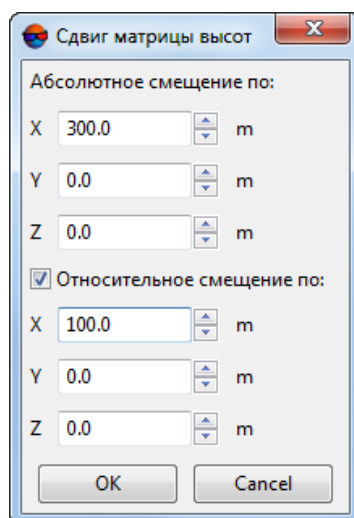 Сдвиг матрицы высот
Абсолютное смещение по:
X 300.0 m
Y 0.0 m
Z 0.0 m
Относительное смещение по:
X 100.0 m
Y 0.0 m
Z 0.0 m
OK Cancel